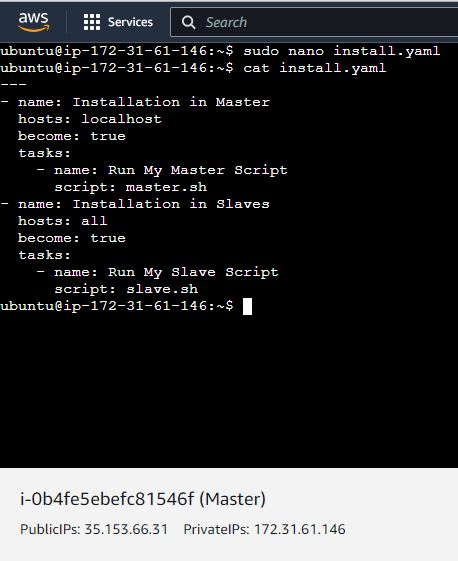 aws
Services
Search
ubuntu@ip-172-31-61-146:~$ sudo nano install.yaml
ubuntu@ip-172-31-61-146:~$ cat install.yaml
---
- name: Installation in Master
  hosts: localhost
  become: true
  tasks:
    - name: Run My Master Script
      script: master.sh
- name: Installation in Slaves
  hosts: all
  become: true
  tasks:
    - name: Run My Slave Script
      script: slave.sh
ubuntu@ip-172-31-61-146:~$
i-0b4fe5ebefc81546f (Master)
PublicIPs: 35.153.66.31 PrivateIPs: 172.31.61.146